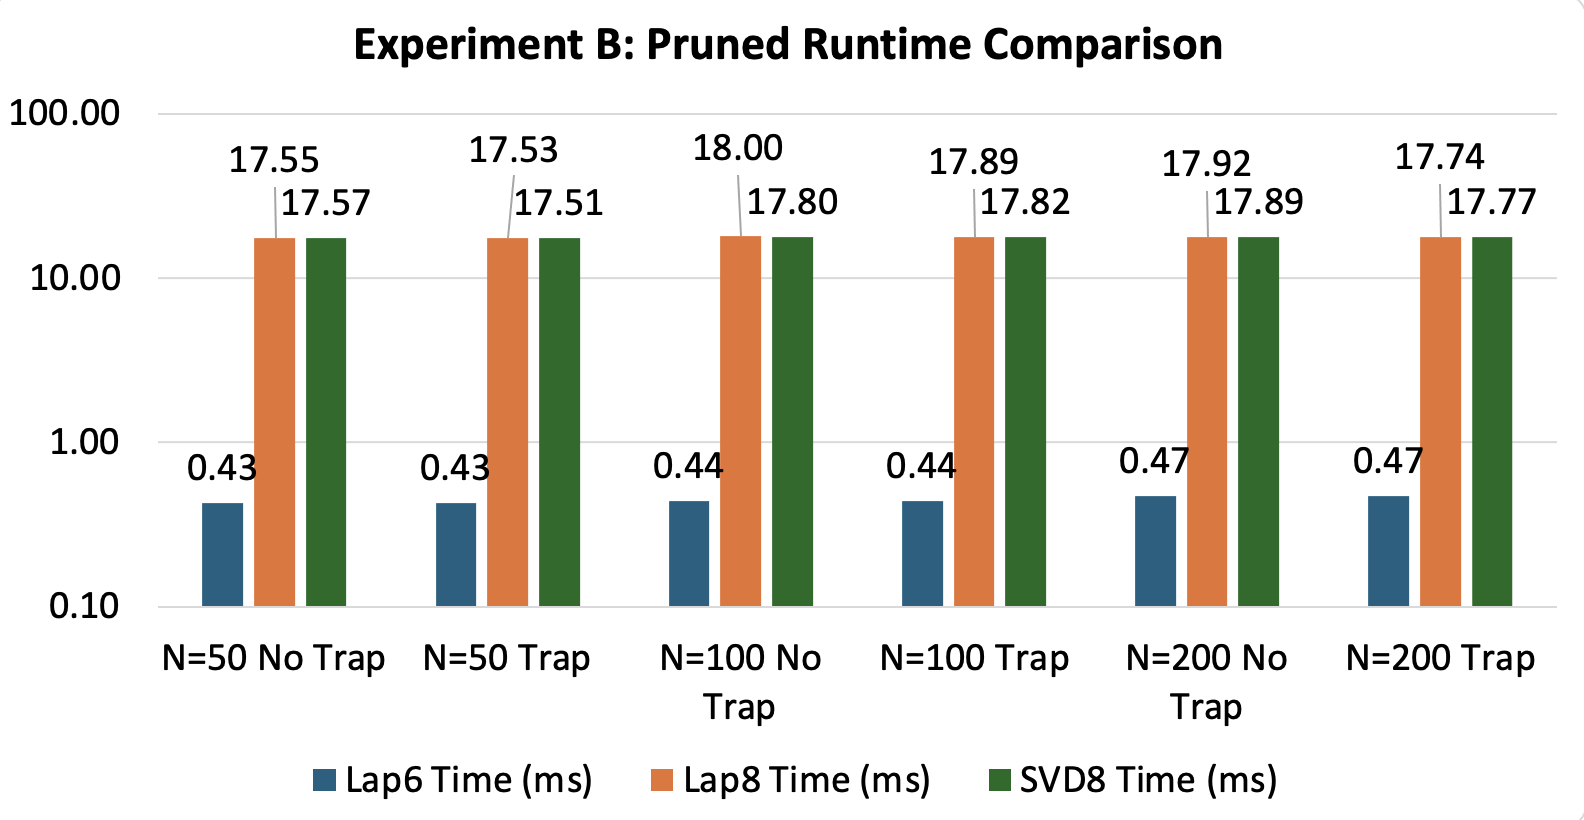 Experiment B: Pruned Runtime Comparison
100.00
10.00
1.00
0.10
17.55
17.57
17.53
17.51
18.00
17.80
17.89
17.82
17.92
17.89
17.74
17.77
0.43
0.43
0.44
0.44
0.47
0.47
N=50 No Trap
N=50 Trap
N=100 No
Trap
N=100 Trap
N=200 No
Trap
N=200 Trap
Lap6 Time (ms)
Lap8 Time (ms)
SVD8 Time (ms)